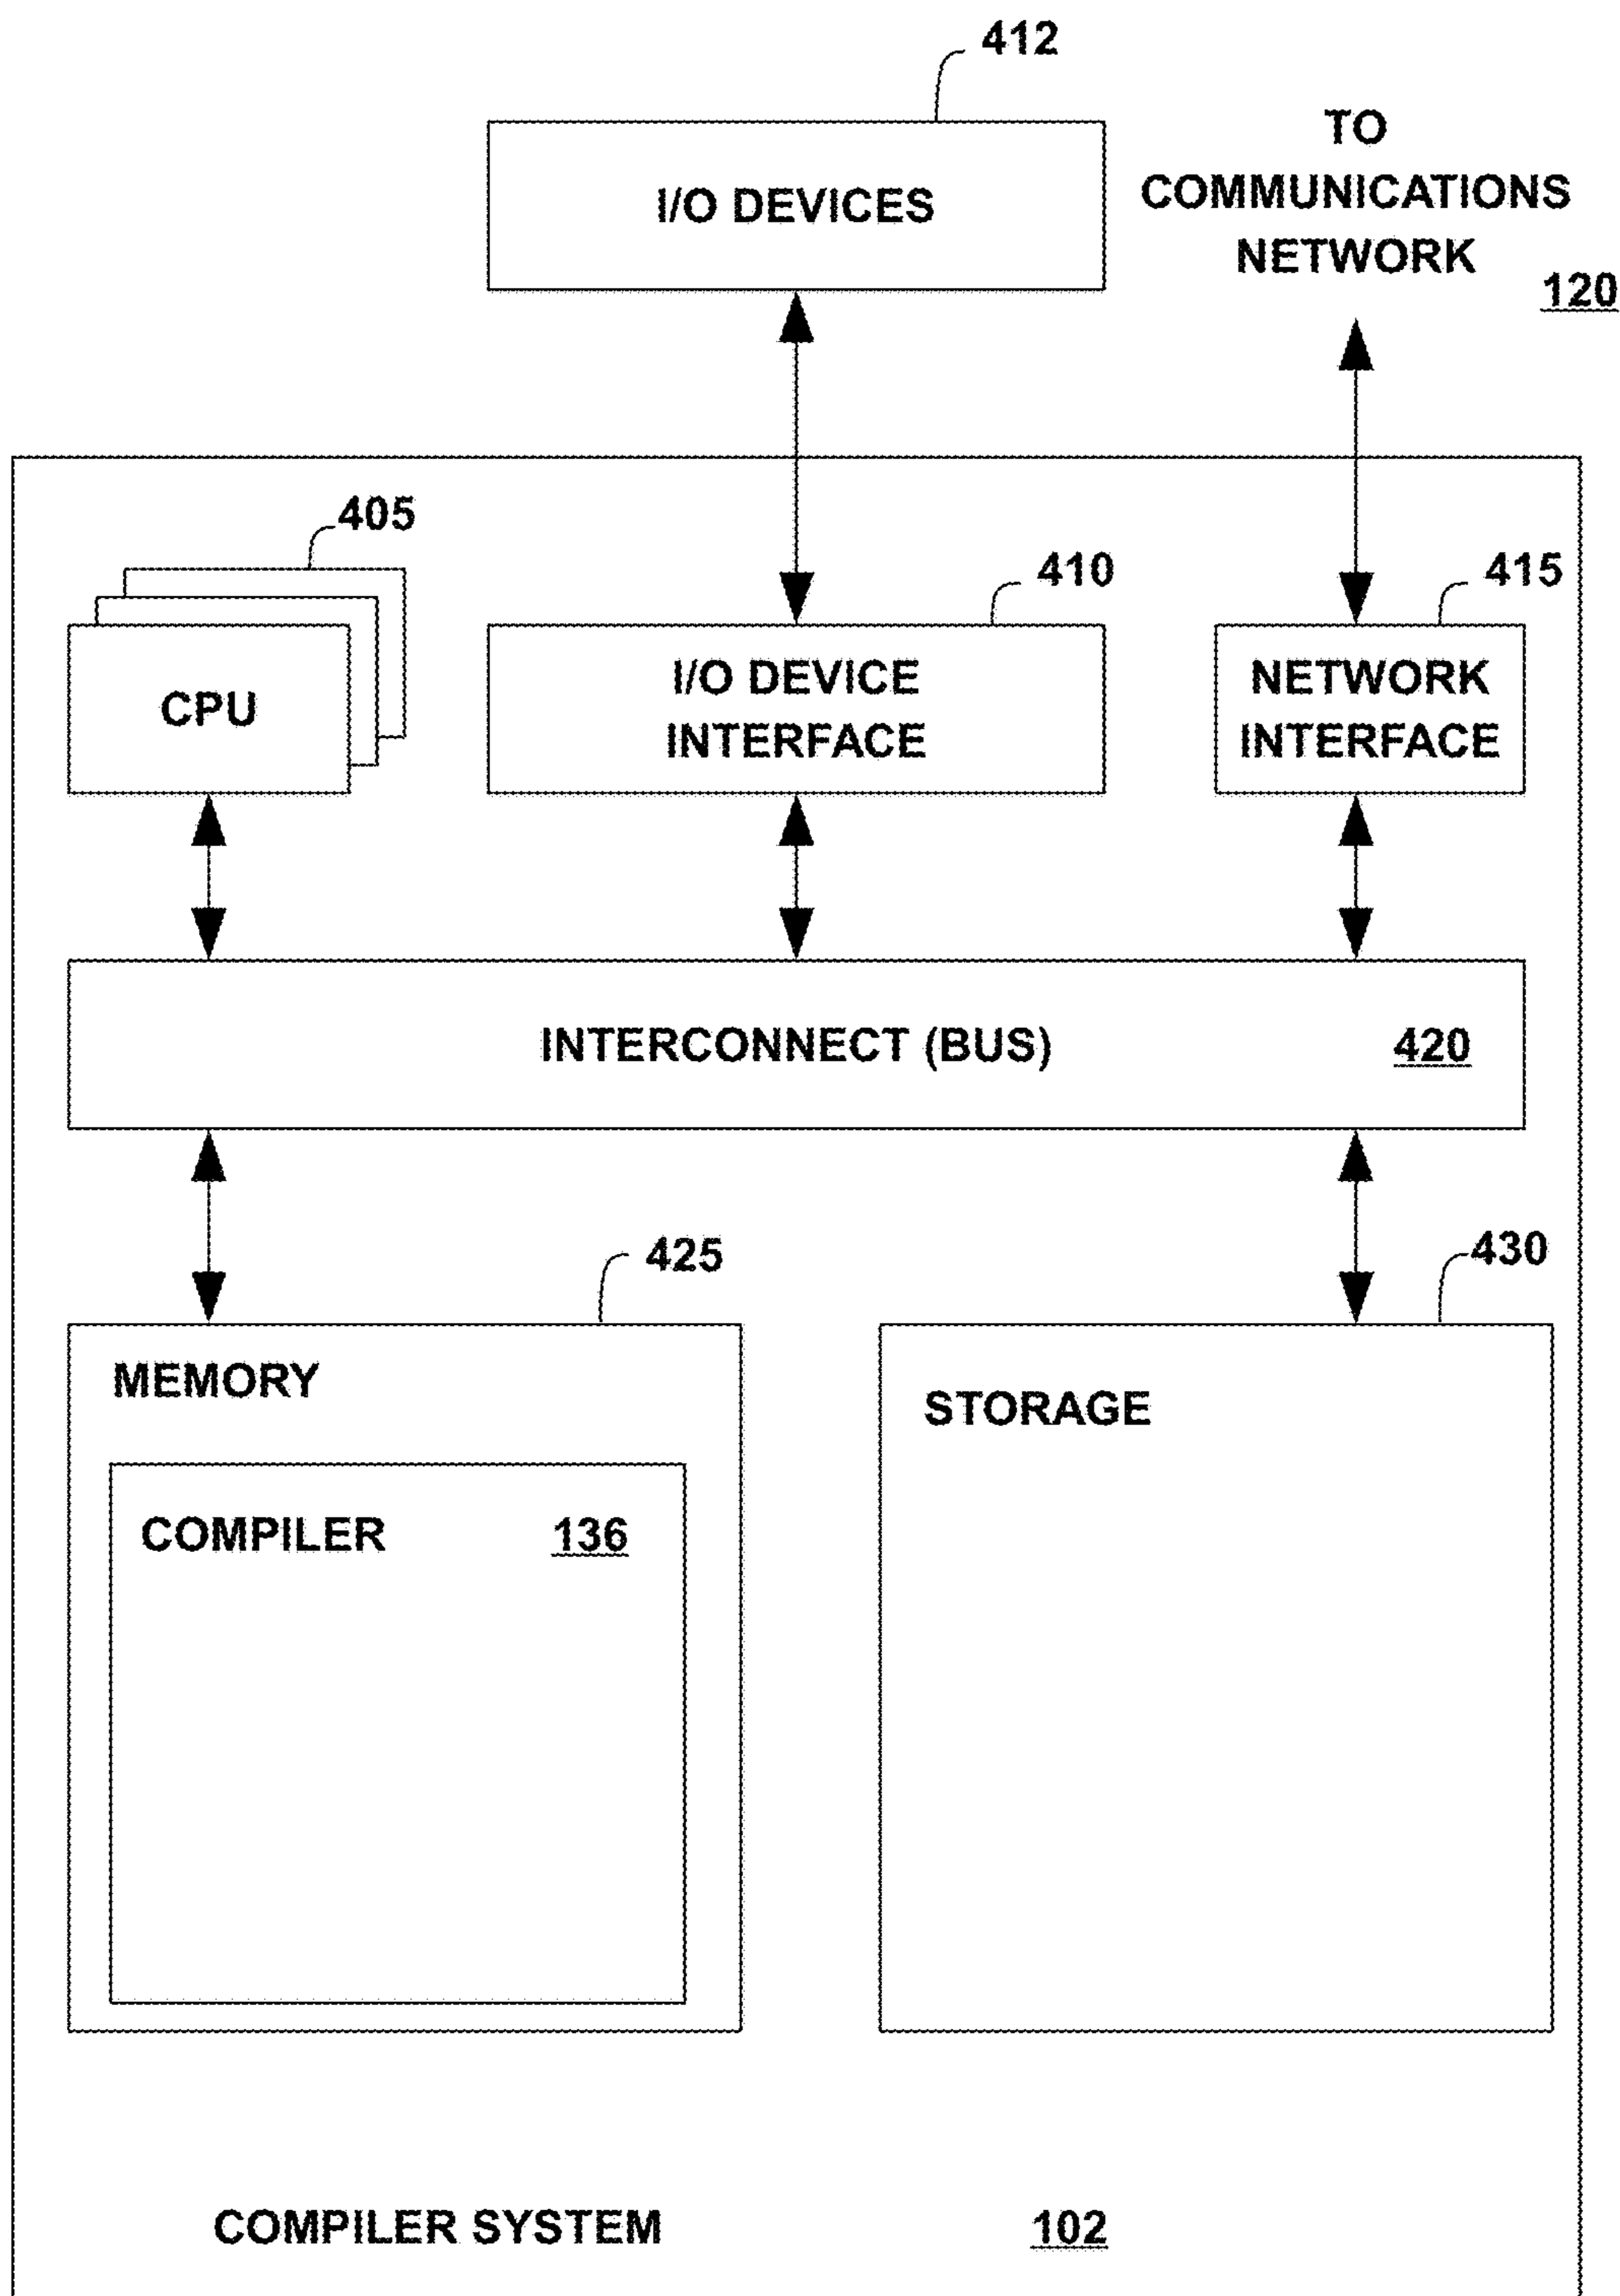 412
I/O DEVICES
TO
COMMUNICATIONS
NETWORK
120
405
410
415
CPU
I/O DEVICE
INTERFACE
NETWORK
INTERFACE
INTERCONNECT (BUS)
420
425
430
MEMORY
STORAGE
COMPILER
136
COMPILER SYSTEM
102